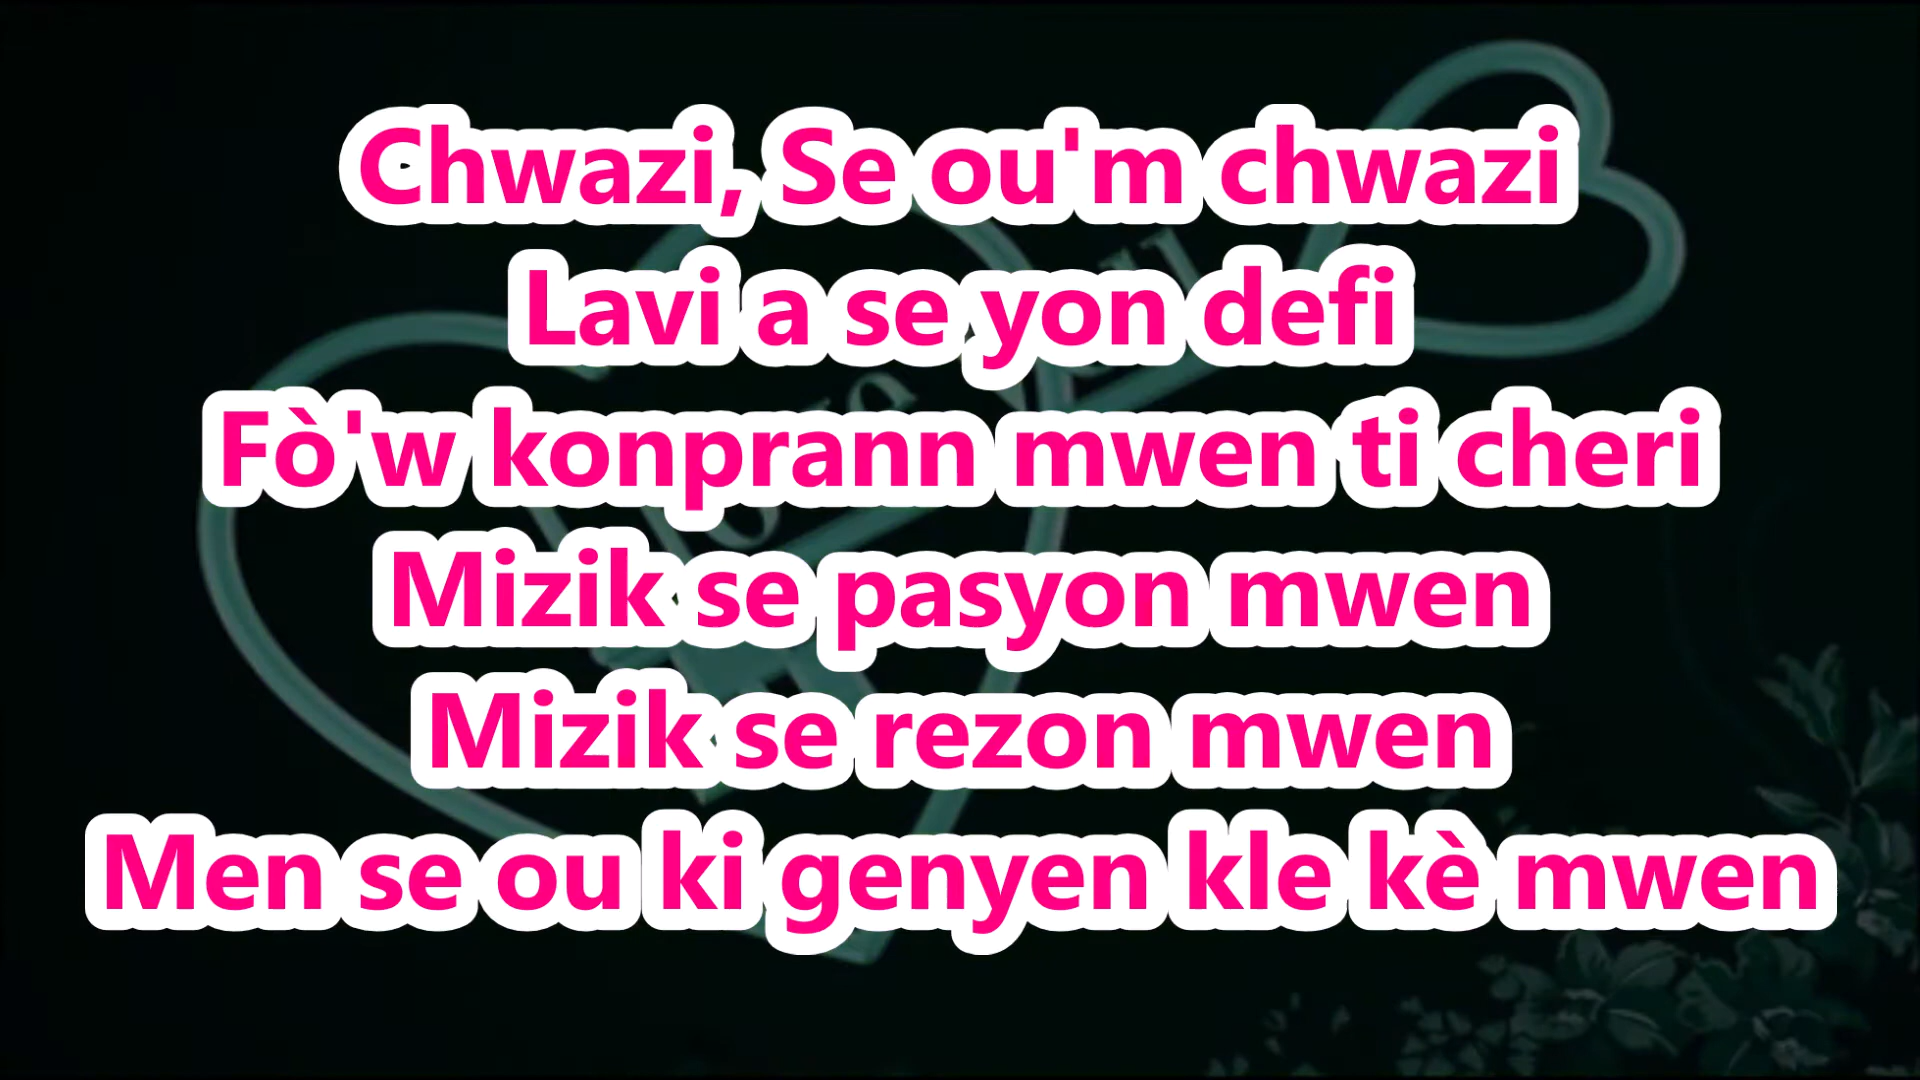 Chwazi, Se ou'm chwazi
Lavi a se yon defi
Fò'w konprann mwen ti cheri
Mizik se pasyon mwen
Mizik se rezon mwen
Men se ou ki genyen kle kè mwen